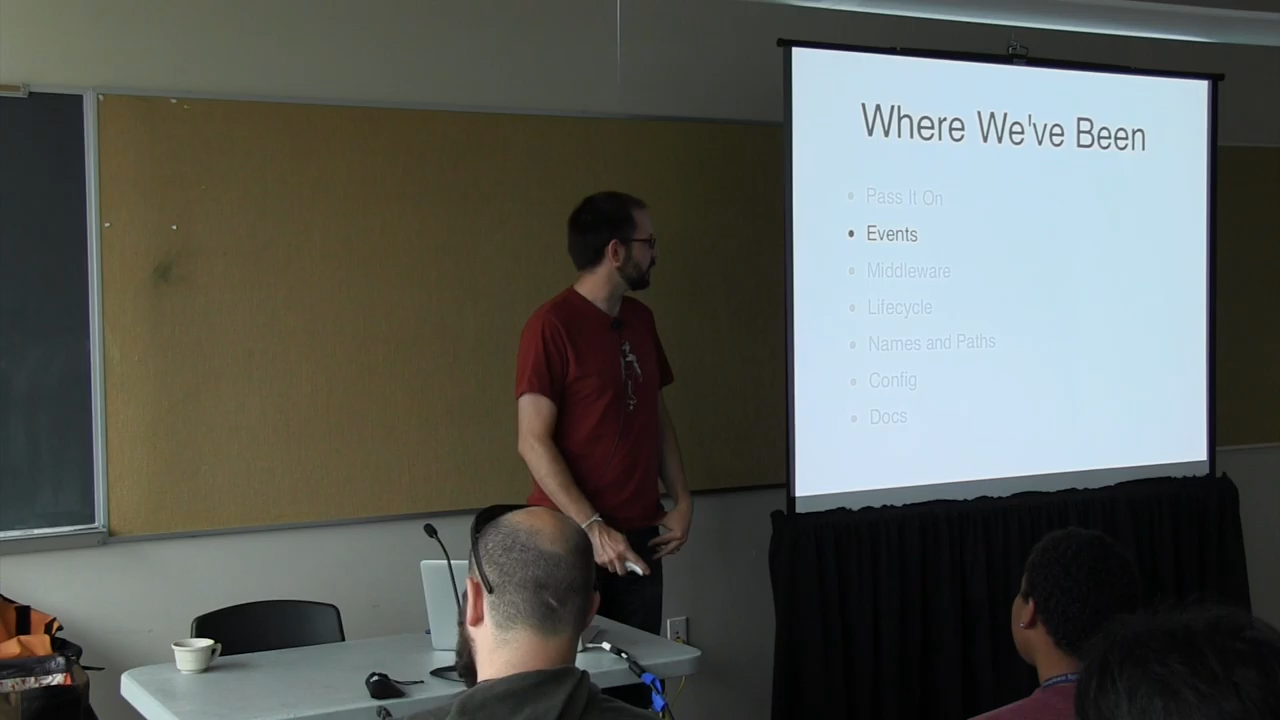 Where We've Been
• Pass It On
• Events
• Middleware
• Lifecycle
• Names and Paths
• Config
• Docs